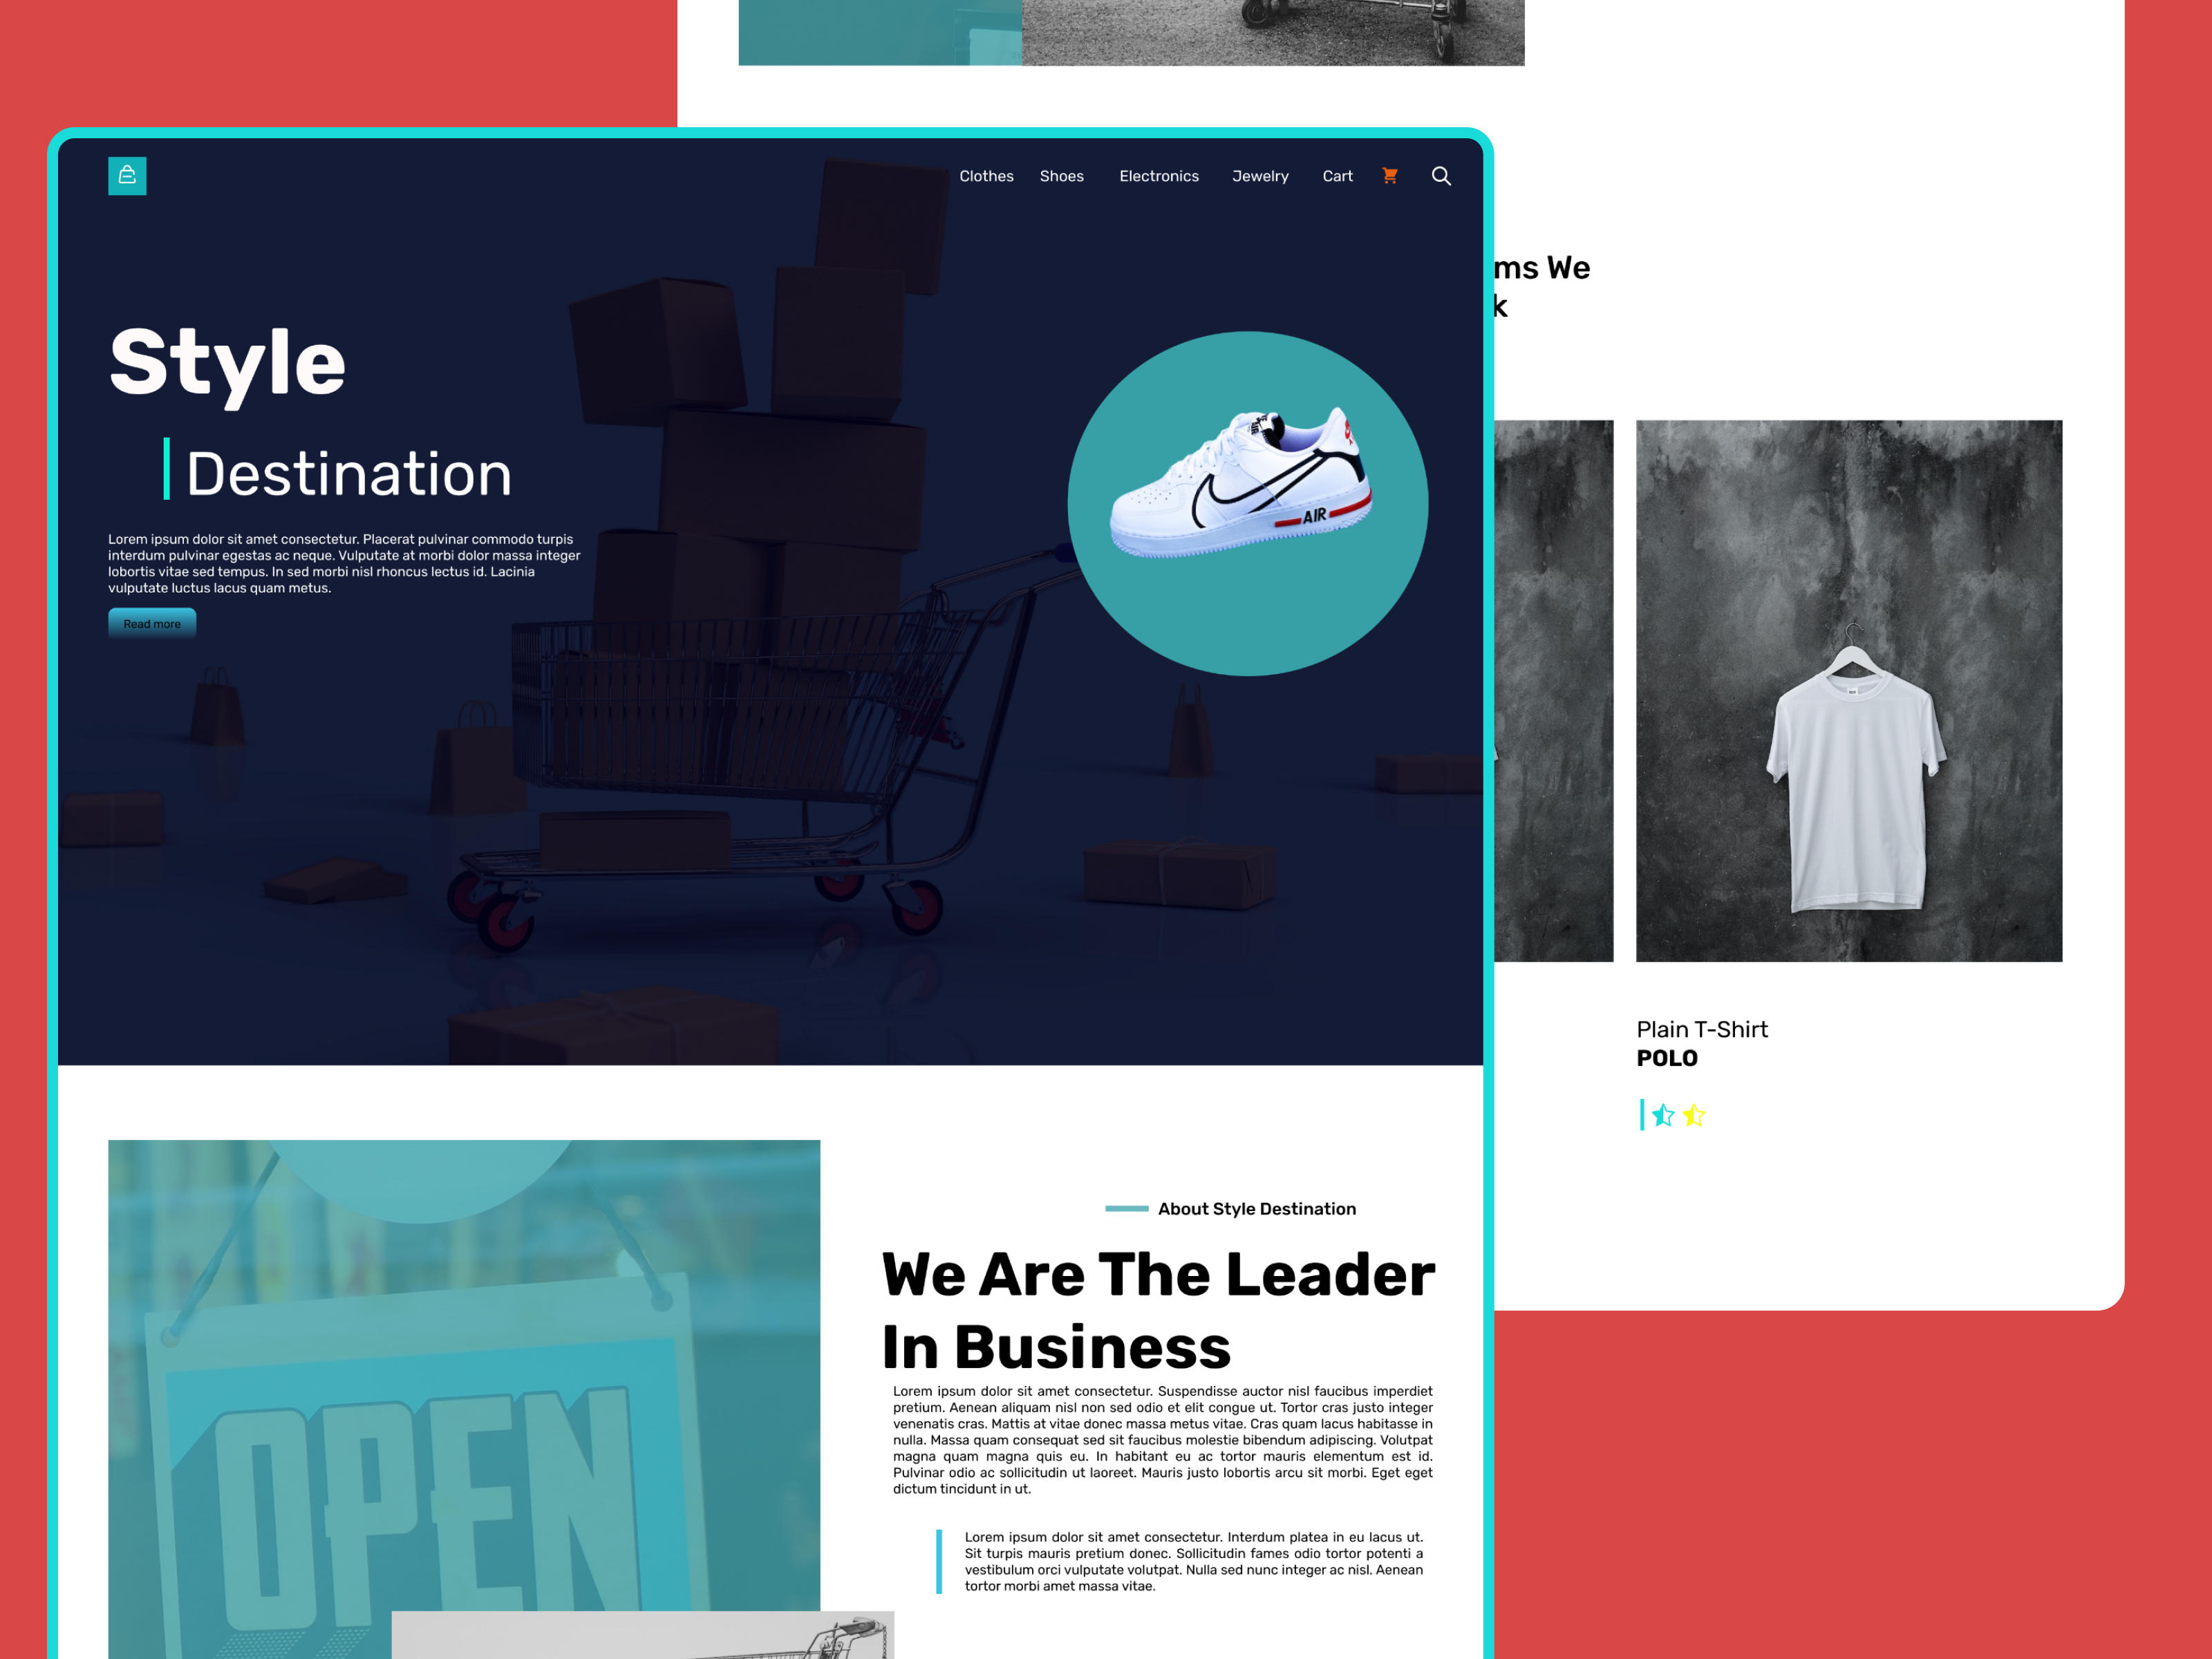 Clothes Shoes Electronics Jewelry Cart
Style
Destination
Lorem ipsum dolor sit amet consectetur. Placerat pulvinar commodo turpis
interdum pulvinar egestas ac neque. Vulputate at morbi dolor massa integer
lobortis vitae sed tempus. In sed morbi nisl rhoncus lectus id. Lacinia
vulputate luctus lacus quam metus.
Read more
AIR
AIR
ms We
k
Plain T-Shirt
POLO
OPEN
About Style Destination
We Are The Leader
In Business
Lorem ipsum dolor sit amet consectetur. Suspendisse auctor nisl faucibus imperdiet
pretium. Aenean aliquam nisl non sed odio et elit congue ut. Tortor cras justo integer
venenatis cras. Mattis at vitae donec massa metus vitae. Cras quam lacus habitasse in
nulla. Massa quam consequat sed sit faucibus molestie bibendum adipiscing. Volutpat
magna quam magna quis eu. In habitant eu ac tortor mauris elementum est id.
Pulvinar odio ac sollicitudin ut laoreet. Mauris justo lobortis arcu sit morbi. Eget eget
dictum tincidunt in ut.
Lorem ipsum dolor sit amet consectetur. Interdum platea in eu lacus ut.
Sit turpis mauris pretium donec. Sollicitudin fames odio tortor potenti a
vestibulum orci vulputate volutpat. Nulla sed nunc integer ac nisl. Aenean
tortor morbi amet massa vitae.